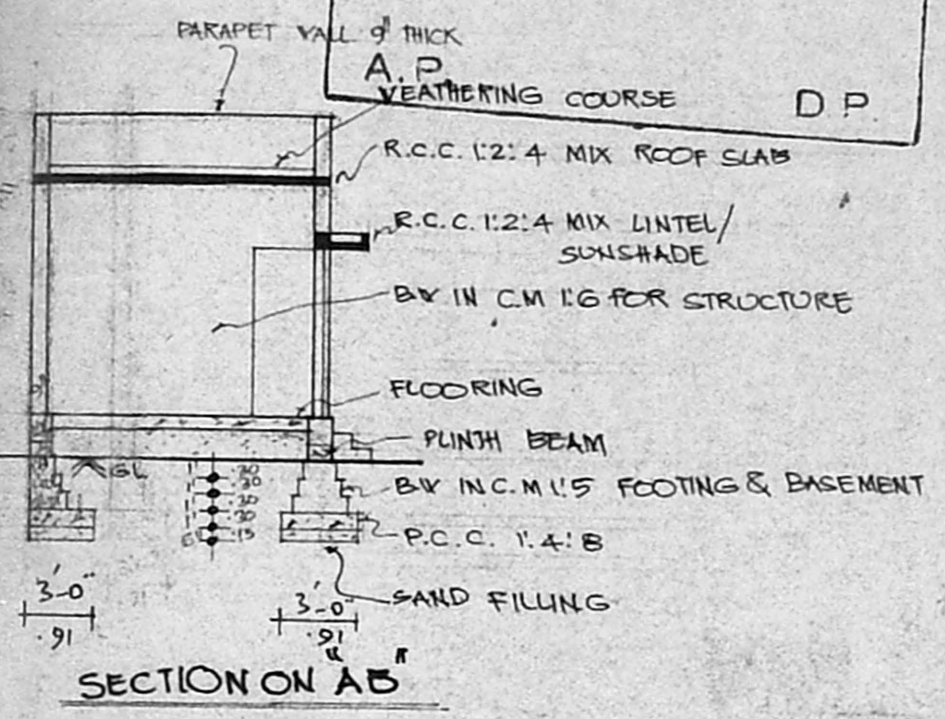 PARAPET WALL 9" THICK
A.P.
D.P.
WEATHERING COURSE
R.C.C. 1:2:4 MIX ROOF SLAB
R.C.C. 1:2:4 MIX LINTEL/
SUNSHADE
BW IN C.M 1:6 FOR STRUCTURE
FLOORING
PLINTH BEAM
GL
BW IN C.M 1:5 FOOTING & BASEMENT
.30
.30
.30
.30
.15
P.C.C. 1:4:8
SAND FILLING
3'-0"
.91
3'-0"
.91
SECTION ON "AB"